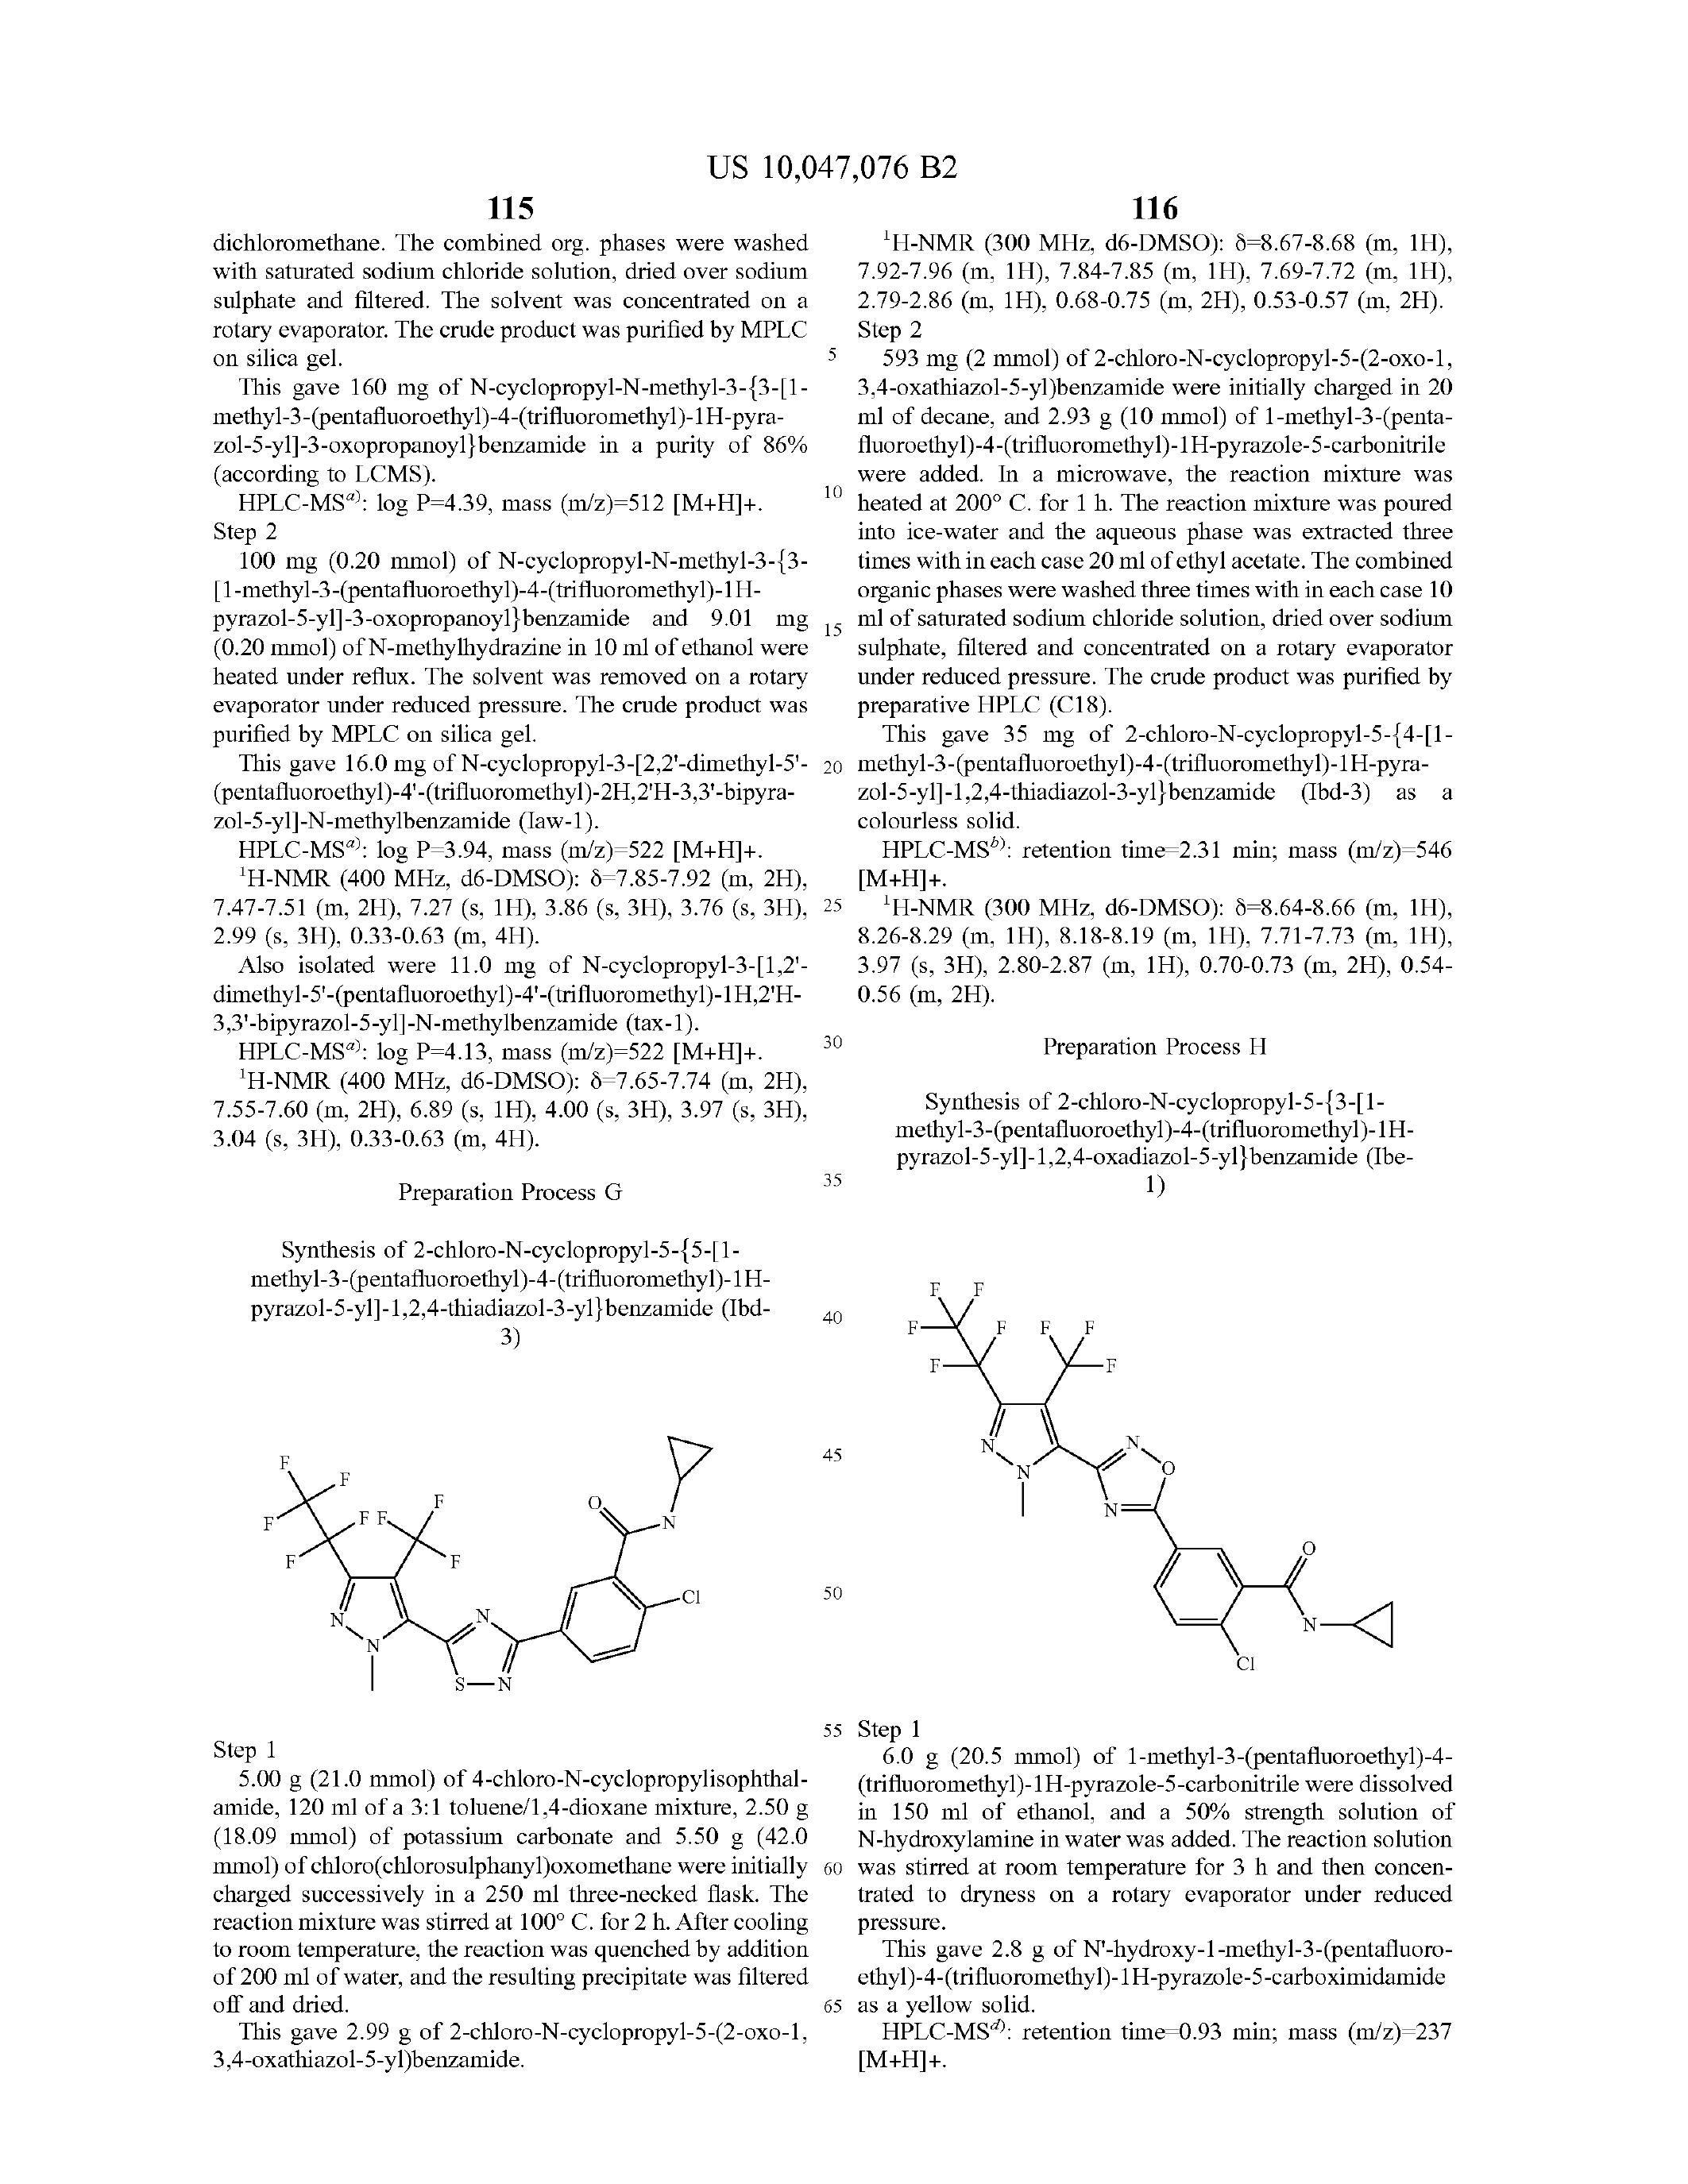 US 10,047,076 B2
115
dichloromethane. The combined org. phases were washed
with saturated sodium chloride solution, dried over sodium
sulphate and filtered. The solvent was concentrated on a
rotary evaporator. The crude product was purified by MPLC
on silica gel.
This gave 160 mg of N-cyclopropyl-N-methyl-3-{3-[1-
methyl-3-(pentafluoroethyl)-4-(trifluoromethyl)-1H-pyra-
zol-5-yl]-3-oxopropanoyl}benzamide in a purity of 86%
(according to LCMS).
HPLC-MSᵃ⁾: log P=4.39, mass (m/z)=512 [M+H]+.
Step 2
100 mg (0.20 mmol) of N-cyclopropyl-N-methyl-3-{3-
[1-methyl-3-(pentafluoroethyl)-4-(trifluoromethyl)-1H-
pyrazol-5-yl]-3-oxopropanoyl}benzamide and 9.01 mg
(0.20 mmol) of N-methylhydrazine in 10 ml of ethanol were
heated under reflux. The solvent was removed on a rotary
evaporator under reduced pressure. The crude product was
purified by MPLC on silica gel.
This gave 16.0 mg of N-cyclopropyl-3-[2,2'-dimethyl-5'-
(pentafluoroethyl)-4'-(trifluoromethyl)-2H,2'H-3,3'-bipyra-
zol-5-yl]-N-methylbenzamide (Iaw-1).
HPLC-MSᵃ⁾: log P=3.94, mass (m/z)=522 [M+H]+.
¹H-NMR (400 MHz, d6-DMSO): δ=7.85-7.92 (m, 2H),
7.47-7.51 (m, 2H), 7.27 (s, 1H), 3.86 (s, 3H), 3.76 (s, 3H),
2.99 (s, 3H), 0.33-0.63 (m, 4H).
Also isolated were 11.0 mg of N-cyclopropyl-3-[1,2'-
dimethyl-5'-(pentafluoroethyl)-4'-(trifluoromethyl)-1H,2'H-
3,3'-bipyrazol-5-yl]-N-methylbenzamide (tax-1).
HPLC-MSᵃ⁾: log P=4.13, mass (m/z)=522 [M+H]+.
¹H-NMR (400 MHz, d6-DMSO): δ=7.65-7.74 (m, 2H),
7.55-7.60 (m, 2H), 6.89 (s, 1H), 4.00 (s, 3H), 3.97 (s, 3H),
3.04 (s, 3H), 0.33-0.63 (m, 4H).
Preparation Process G
Synthesis of 2-chloro-N-cyclopropyl-5-{5-[1-
methyl-3-(pentafluoroethyl)-4-(trifluoromethyl)-1H-
pyrazol-5-yl]-1,2,4-thiadiazol-3-yl}benzamide (Ibd-
3)
F
F
F
F
F
F
F
F
O
N
Cl
N
N
N
S
N
Step 1
5.00 g (21.0 mmol) of 4-chloro-N-cyclopropylisophthal-
amide, 120 ml of a 3:1 toluene/1,4-dioxane mixture, 2.50 g
(18.09 mmol) of potassium carbonate and 5.50 g (42.0
mmol) of chloro(chlorosulphanyl)oxomethane were initially
charged successively in a 250 ml three-necked flask. The
reaction mixture was stirred at 100° C. for 2 h. After cooling
to room temperature, the reaction was quenched by addition
of 200 ml of water, and the resulting precipitate was filtered
off and dried.
This gave 2.99 g of 2-chloro-N-cyclopropyl-5-(2-oxo-1,
3,4-oxathiazol-5-yl)benzamide.
5
10
15
20
25
30
35
40
45
50
55
60
65
116
¹H-NMR (300 MHz, d6-DMSO): δ=8.67-8.68 (m, 1H),
7.92-7.96 (m, 1H), 7.84-7.85 (m, 1H), 7.69-7.72 (m, 1H),
2.79-2.86 (m, 1H), 0.68-0.75 (m, 2H), 0.53-0.57 (m, 2H).
Step 2
593 mg (2 mmol) of 2-chloro-N-cyclopropyl-5-(2-oxo-1,
3,4-oxathiazol-5-yl)benzamide were initially charged in 20
ml of decane, and 2.93 g (10 mmol) of 1-methyl-3-(penta-
fluoroethyl)-4-(trifluoromethyl)-1H-pyrazole-5-carbonitrile
were added. In a microwave, the reaction mixture was
heated at 200° C. for 1 h. The reaction mixture was poured
into ice-water and the aqueous phase was extracted three
times with in each case 20 ml of ethyl acetate. The combined
organic phases were washed three times with in each case 10
ml of saturated sodium chloride solution, dried over sodium
sulphate, filtered and concentrated on a rotary evaporator
under reduced pressure. The crude product was purified by
preparative HPLC (C18).
This gave 35 mg of 2-chloro-N-cyclopropyl-5-{4-[1-
methyl-3-(pentafluoroethyl)-4-(trifluoromethyl)-1H-pyra-
zol-5-yl]-1,2,4-thiadiazol-3-yl}benzamide (Ibd-3) as a
colourless solid.
HPLC-MSᵇ⁾: retention time=2.31 min; mass (m/z)=546
[M+H]+.
¹H-NMR (300 MHz, d6-DMSO): δ=8.64-8.66 (m, 1H),
8.26-8.29 (m, 1H), 8.18-8.19 (m, 1H), 7.71-7.73 (m, 1H),
3.97 (s, 3H), 2.80-2.87 (m, 1H), 0.70-0.73 (m, 2H), 0.54-
0.56 (m, 2H).
Preparation Process H
Synthesis of 2-chloro-N-cyclopropyl-5-{3-[1-
methyl-3-(pentafluoroethyl)-4-(trifluoromethyl)-1H-
pyrazol-5-yl]-1,2,4-oxadiazol-5-yl}benzamide (Ibe-
1)
F F
F F F F
F F
N N
N O
N
O
N
Cl
Step 1
6.0 g (20.5 mmol) of 1-methyl-3-(pentafluoroethyl)-4-
(trifluoromethyl)-1H-pyrazole-5-carbonitrile were dissolved
in 150 ml of ethanol, and a 50% strength solution of
N-hydroxylamine in water was added. The reaction solution
was stirred at room temperature for 3 h and then concen-
trated to dryness on a rotary evaporator under reduced
pressure.
This gave 2.8 g of N'-hydroxy-1-methyl-3-(pentafluoro-
ethyl)-4-(trifluoromethyl)-1H-pyrazole-5-carboximidamide
as a yellow solid.
HPLC-MSᵈ⁾: retention time=0.93 min; mass (m/z)=237
[M+H]+.